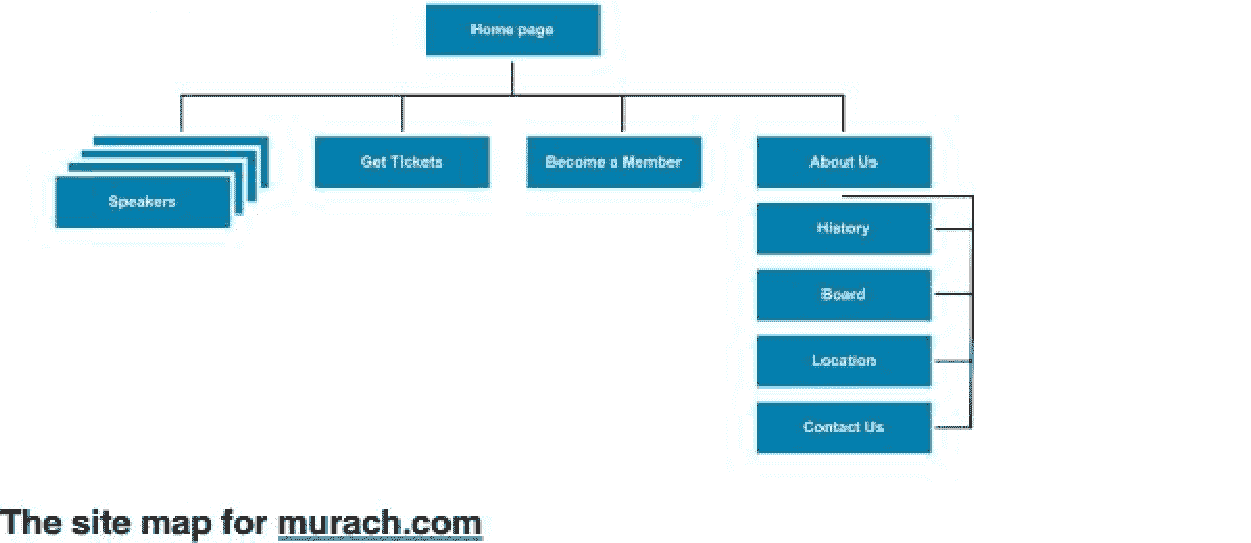 Home page
Get Tickets
Become a Member
About Us
Speakers
History
Board
Location
Contact Us
The site map for murach.com